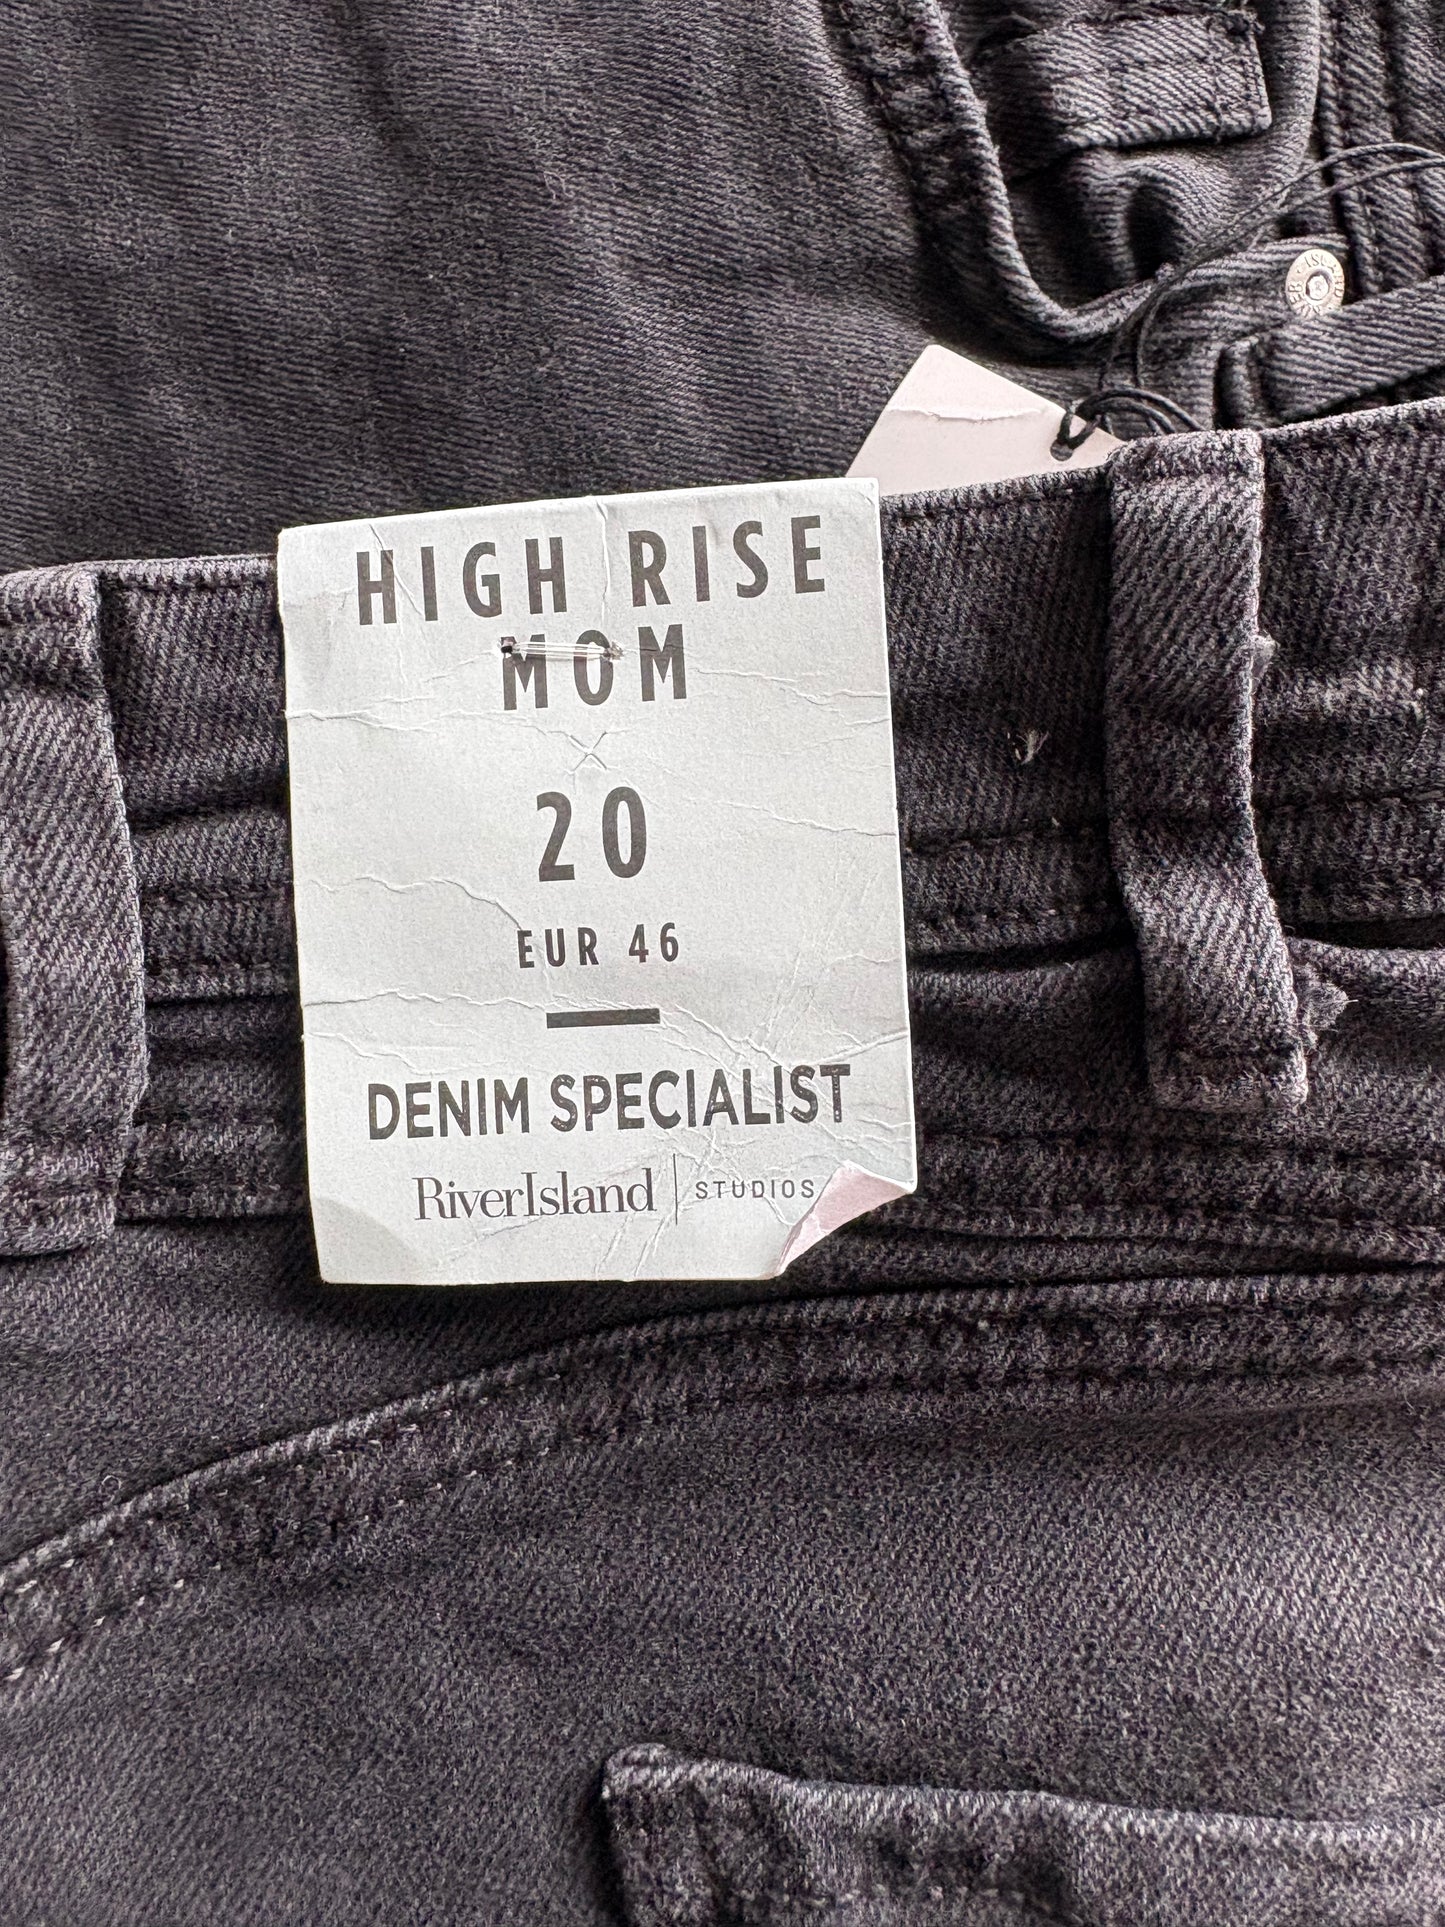 HIGH RISE
MOM
20
EUR 46
DENIM SPECIALIST
RiverIsland | STUDIOS